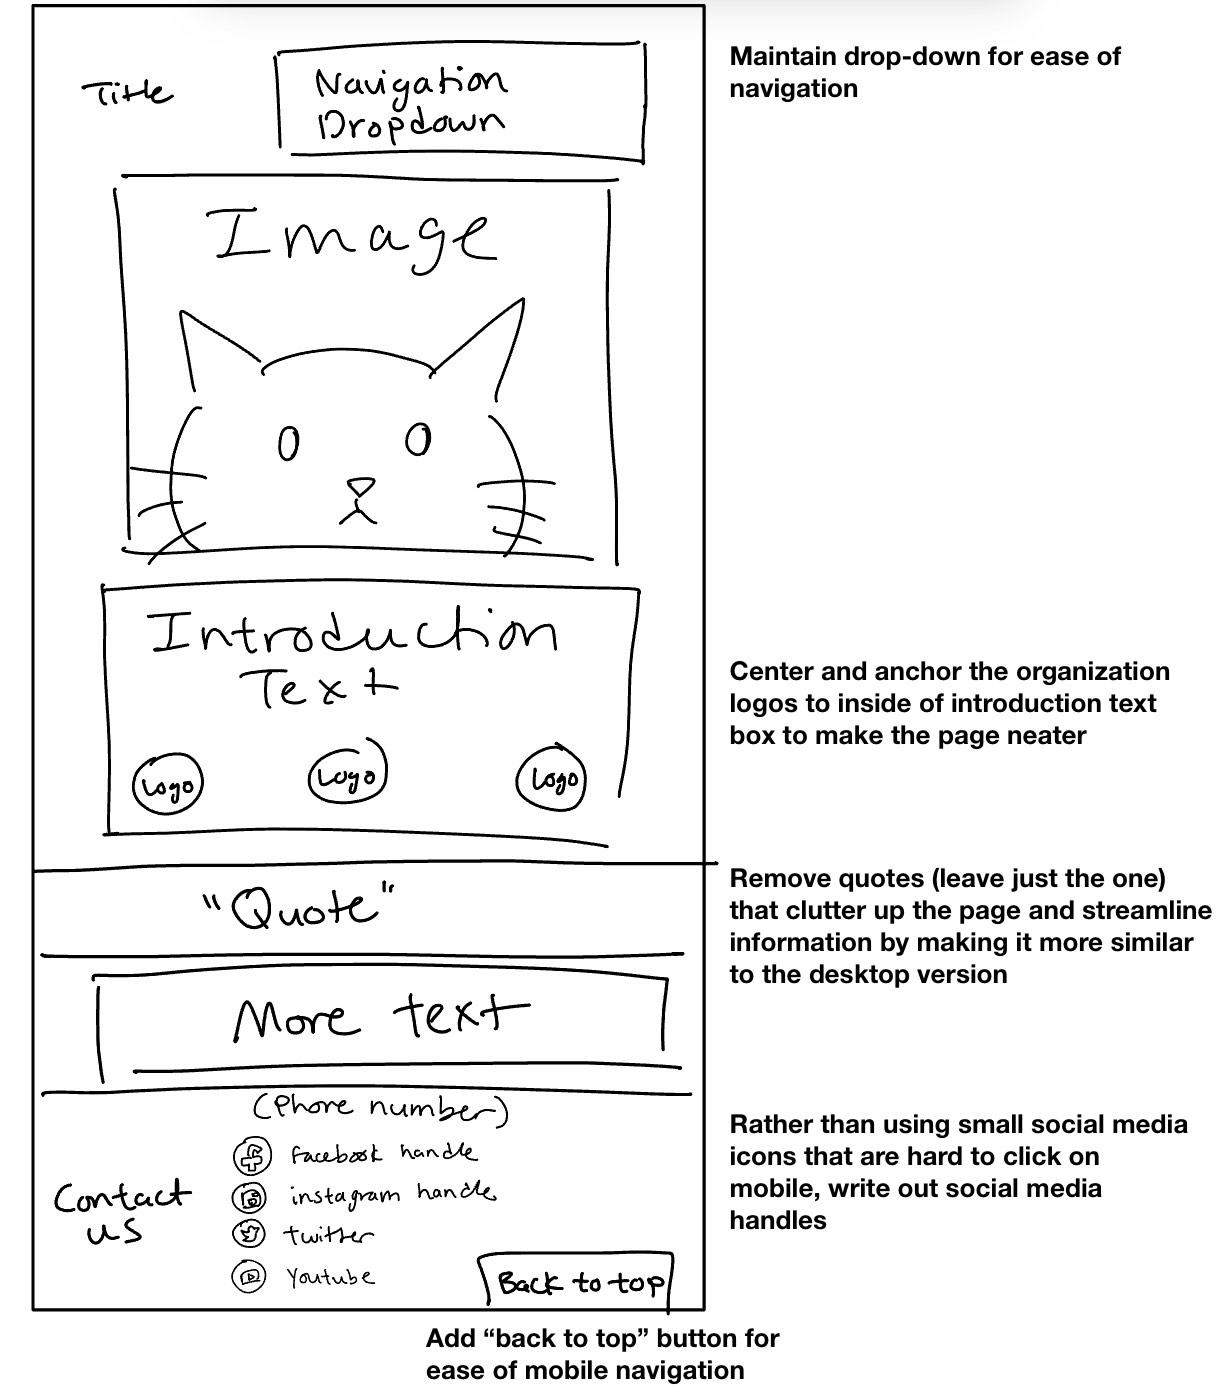 Title
Navigation
Dropdown
Maintain drop-down for ease of
navigation
Image
Introduction
Text
Logo Logo Logo
Center and anchor the organization
logos to inside of introduction text
box to make the page neater
"Quote"
Remove quotes (leave just the one)
that clutter up the page and streamline
information by making it more similar
to the desktop version
More text
(Phone number)
facebook handle
instagram handle
twitter
Youtube
Contact
us
Back to top
Rather than using small social media
icons that are hard to click on
mobile, write out social media
handles
Add “back to top” button for
ease of mobile navigation